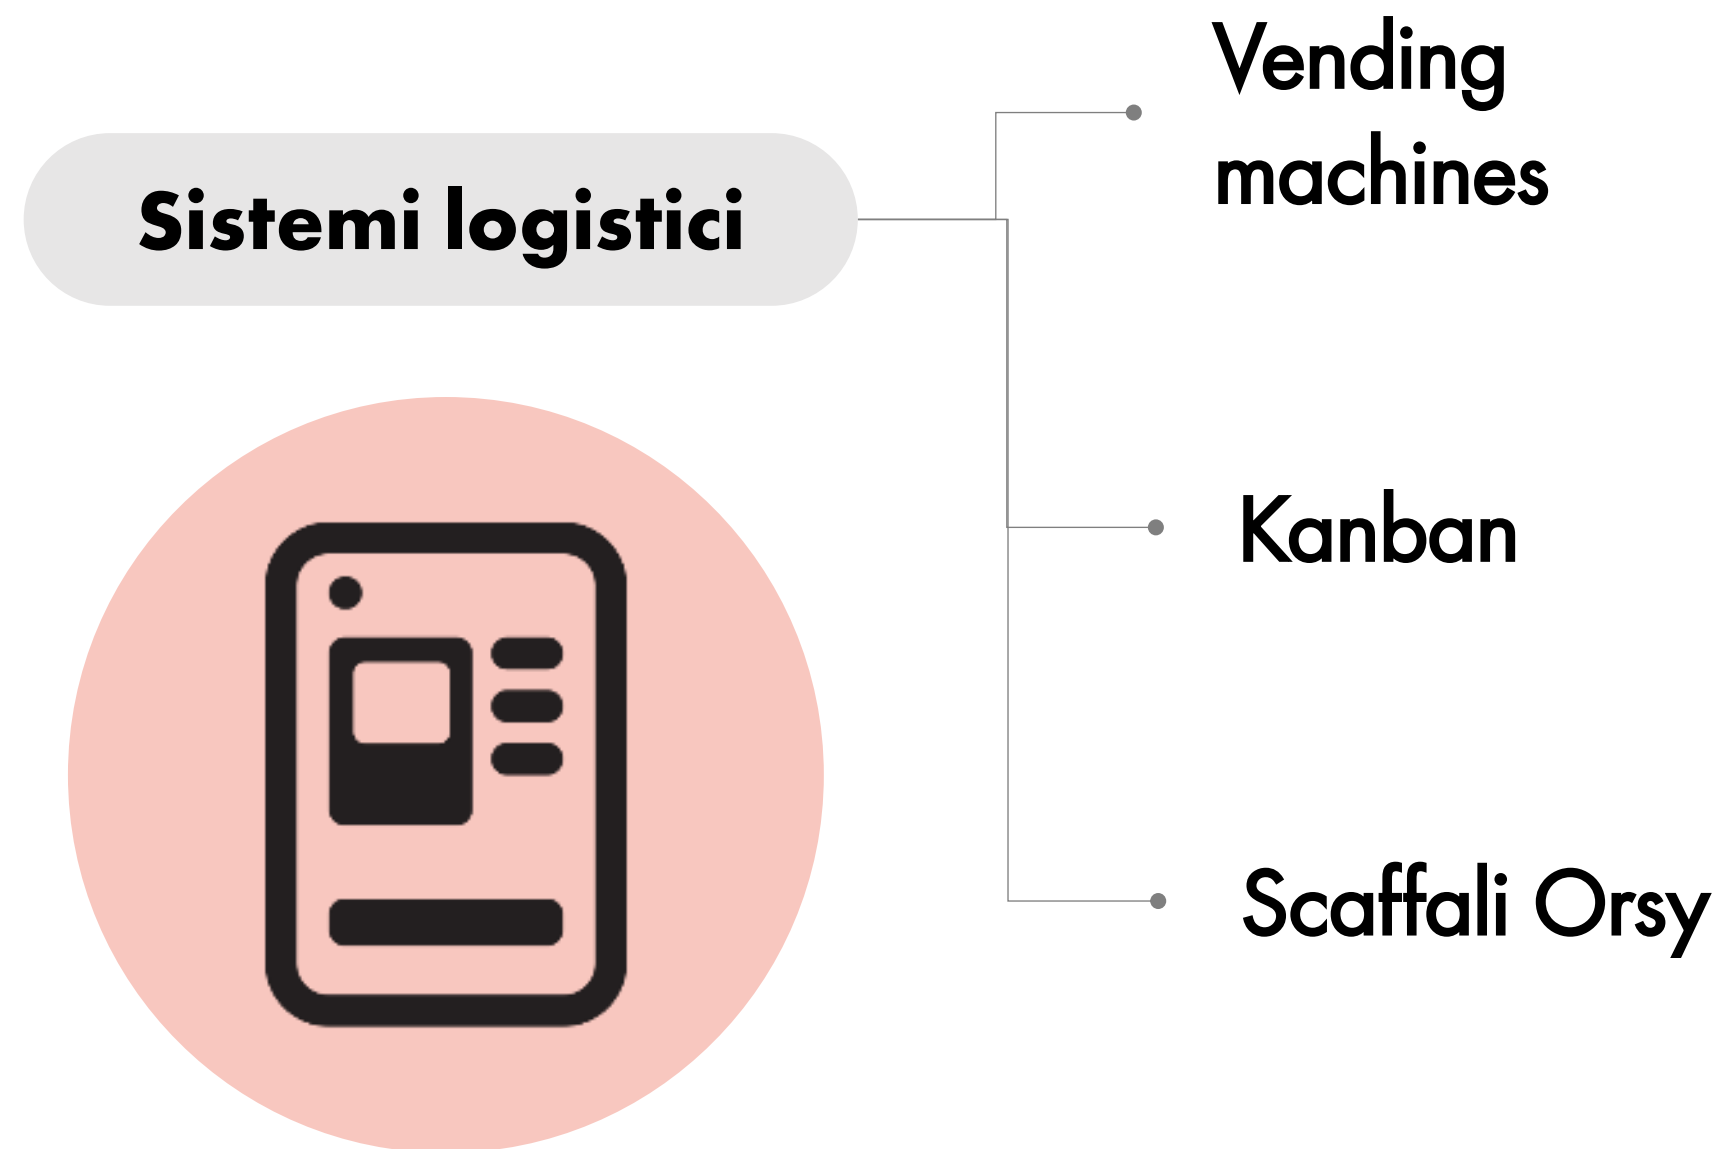 Sistemi logistici
Vending
machines
Kanban
Scaffali Orsy